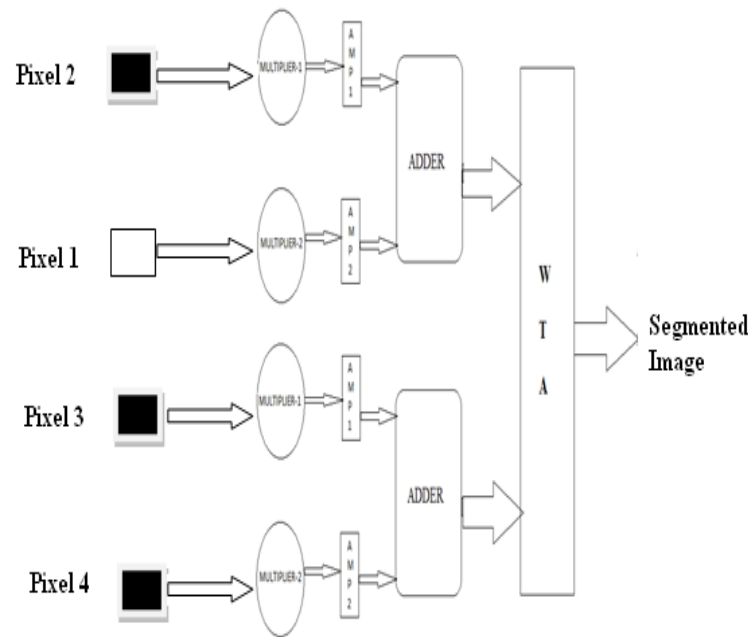 Pixel 2
MULTIPLIER-1
A
M
P
1
ADDER
Pixel 1
MULTIPLIER-2
A
M
P
2
W
T
A
Segmented
Image
Pixel 3
MULTIPLIER-1
A
M
P
1
ADDER
Pixel 4
MULTIPLIER-2
A
M
P
2